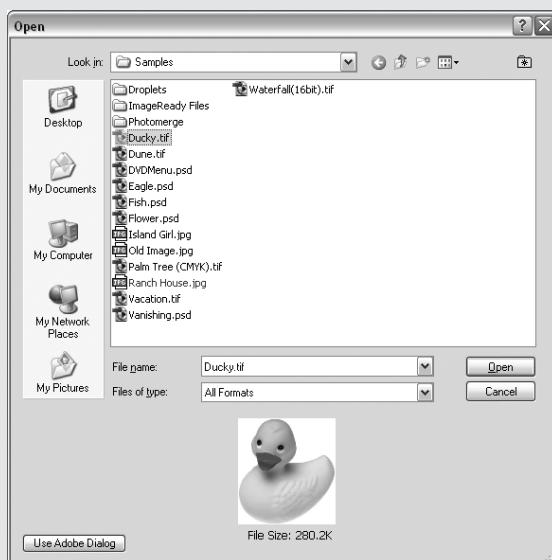 Open
Look in:
Samples
Desktop
My Documents
My Computer
My Network
Places
My Pictures
Droplets
ImageReady Files
Photomerge
Ducky.tif
Dune.tif
DVDMenu.psd
Eagle.psd
Fish.psd
Flower.psd
Island Girl.jpg
Old Image.jpg
Palm Tree (CMYK).tif
Ranch House.jpg
Vacation.tif
Vanishing.psd
Waterfall(16bit).tif
File name:
Ducky.tif
Open
Files of type:
All Formats
Cancel
File Size: 280.2K
Use Adobe Dialog